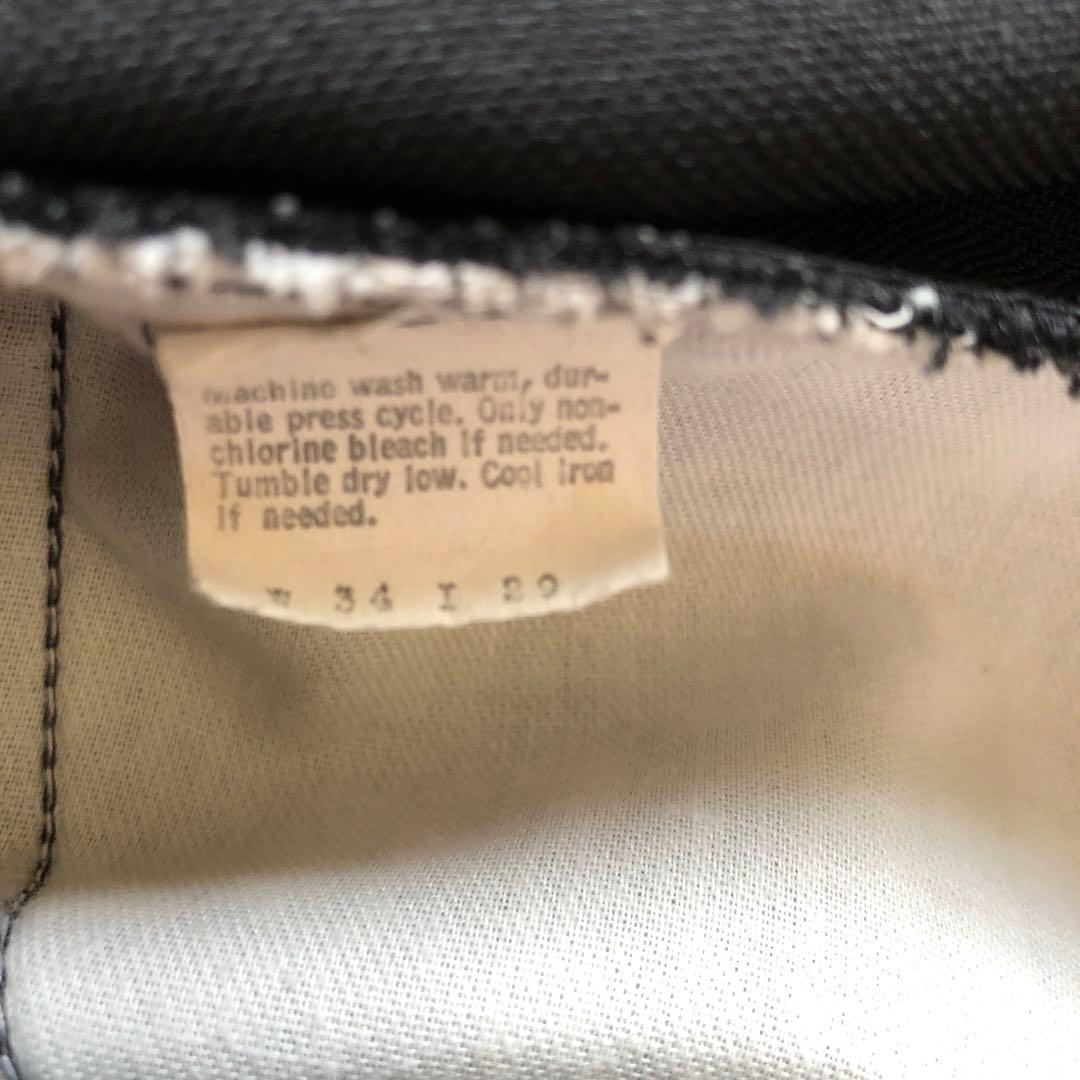 Machine wash warm, dur-
able press cycle. Only non-
chlorine bleach if needed.
Tumble dry low. Cool iron
if needed.
W 34 I 29